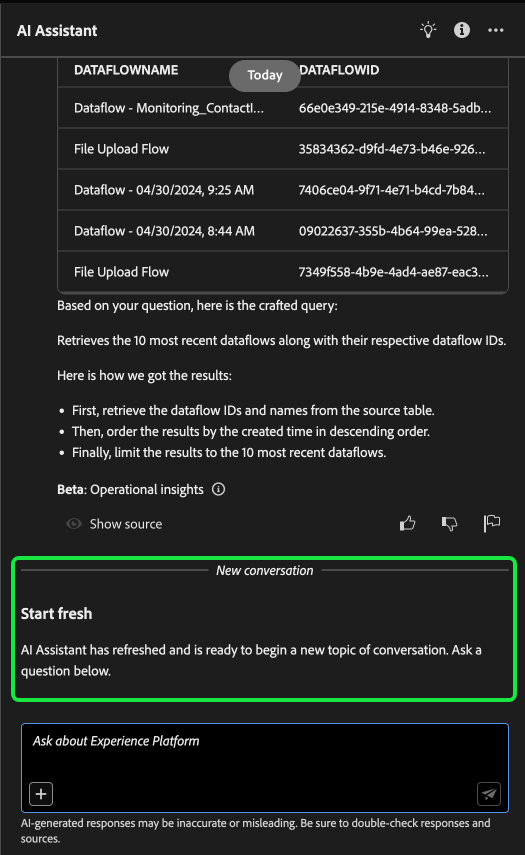 AI Assistant
Today
DATAFLOWNAME DATAFLOWID
Dataflow - Monitoring_ContactI... 66e0e349-215e-4914-8348-5adb...
File Upload Flow 35834362-d9fd-4e73-b46e-926...
Dataflow - 04/30/2024, 9:25 AM 7406ce04-9f71-4e71-b4cd-7b84...
Dataflow - 04/30/2024, 8:44 AM 09022637-355b-4b64-99ea-528...
File Upload Flow 7349f558-4b9e-4ad4-ae87-eac3...
Based on your question, here is the crafted query:
Retrieves the 10 most recent dataflows along with their respective dataflow IDs.
Here is how we got the results:
• First, retrieve the dataflow IDs and names from the source table.
• Then, order the results by the created time in descending order.
• Finally, limit the results to the 10 most recent dataflows.
Beta: Operational insights
Show source
New conversation
Start fresh
AI Assistant has refreshed and is ready to begin a new topic of conversation. Ask a
question below.
Ask about Experience Platform
AI-generated responses may be inaccurate or misleading. Be sure to double-check responses and
sources.